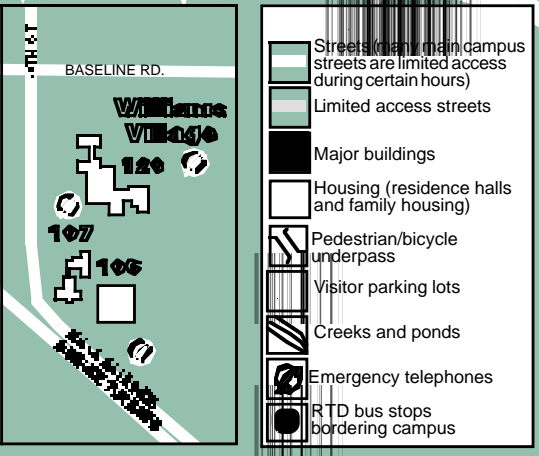 BASELINE RD.
Williams
Village
120
107
106
Streets (many main campus
streets are limited access
during certain hours)
Limited access streets
Major buildings
Housing (residence halls
and family housing)
Pedestrian/bicycle
underpass
Visitor parking lots
Creeks and ponds
Emergency telephones
RTD bus stops
bordering campus